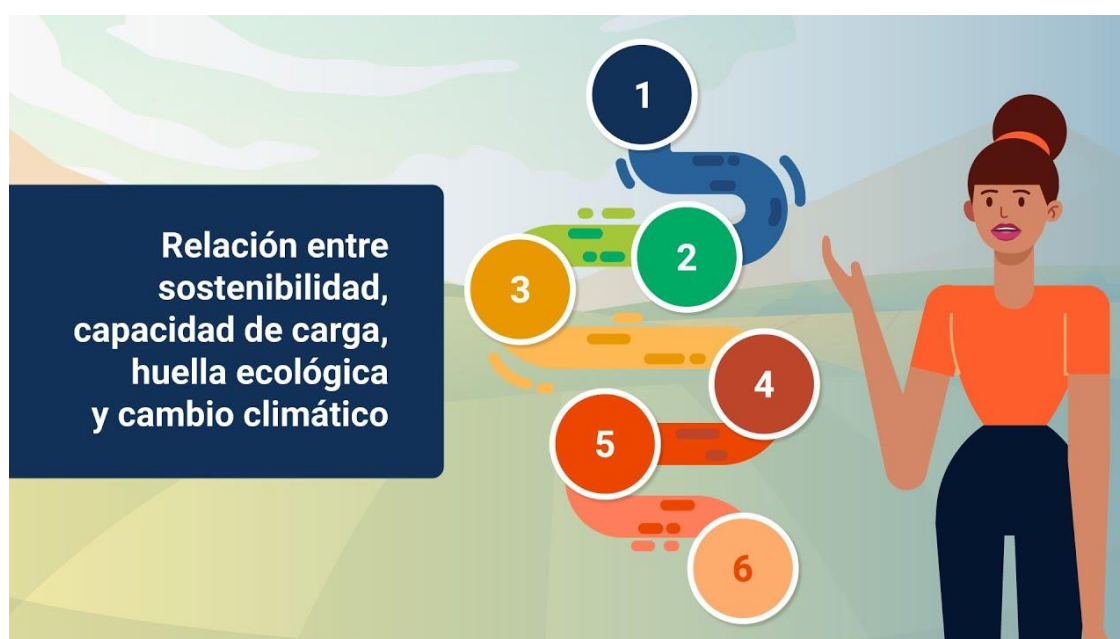 Relación entre
sostenibilidad,
capacidad de carga,
huella ecológica
y cambio climático
1
2
3
4
5
6